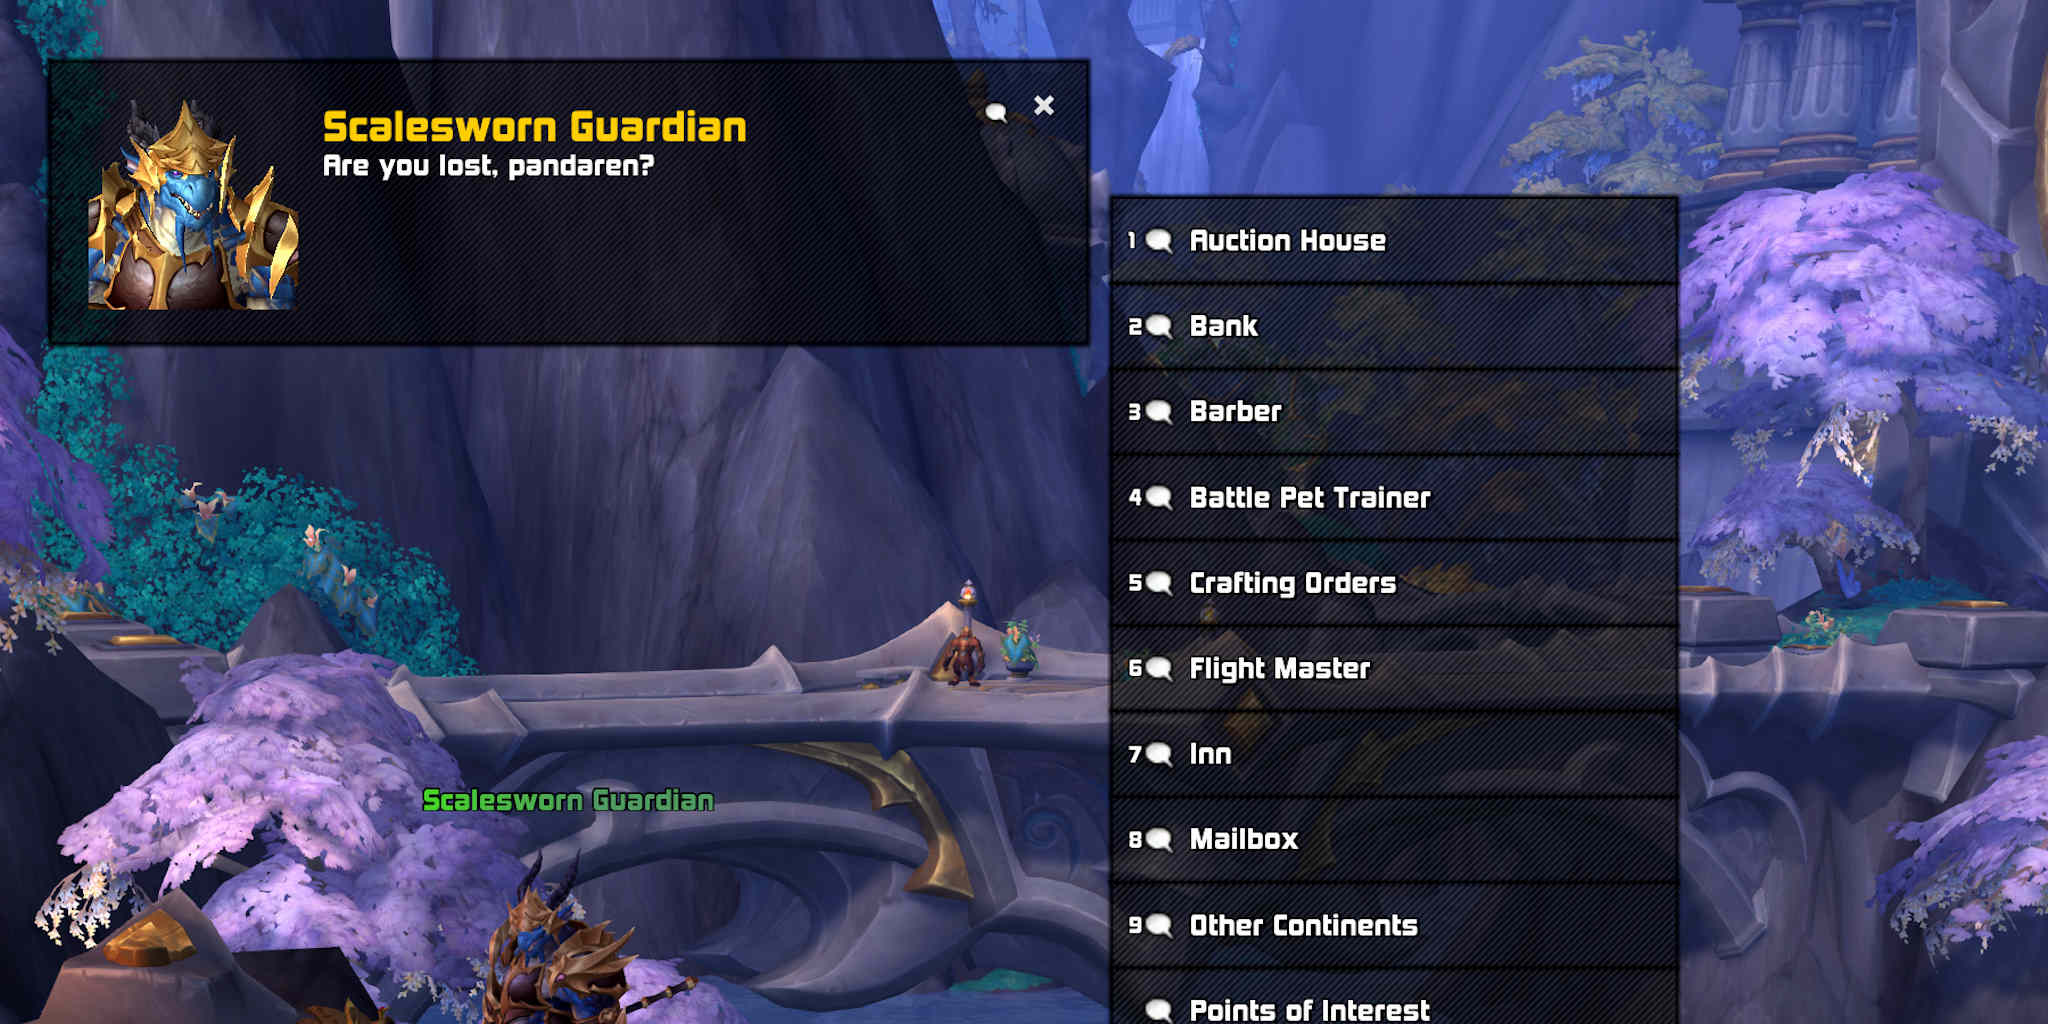 Scalesworn Guardian
Are you lost, pandaren?
1 Auction House
2 Bank
3 Barber
4 Battle Pet Trainer
5 Crafting Orders
6 Flight Master
7 Inn
8 Mailbox
9 Other Continents
Points of Interest
Scalesworn Guardian